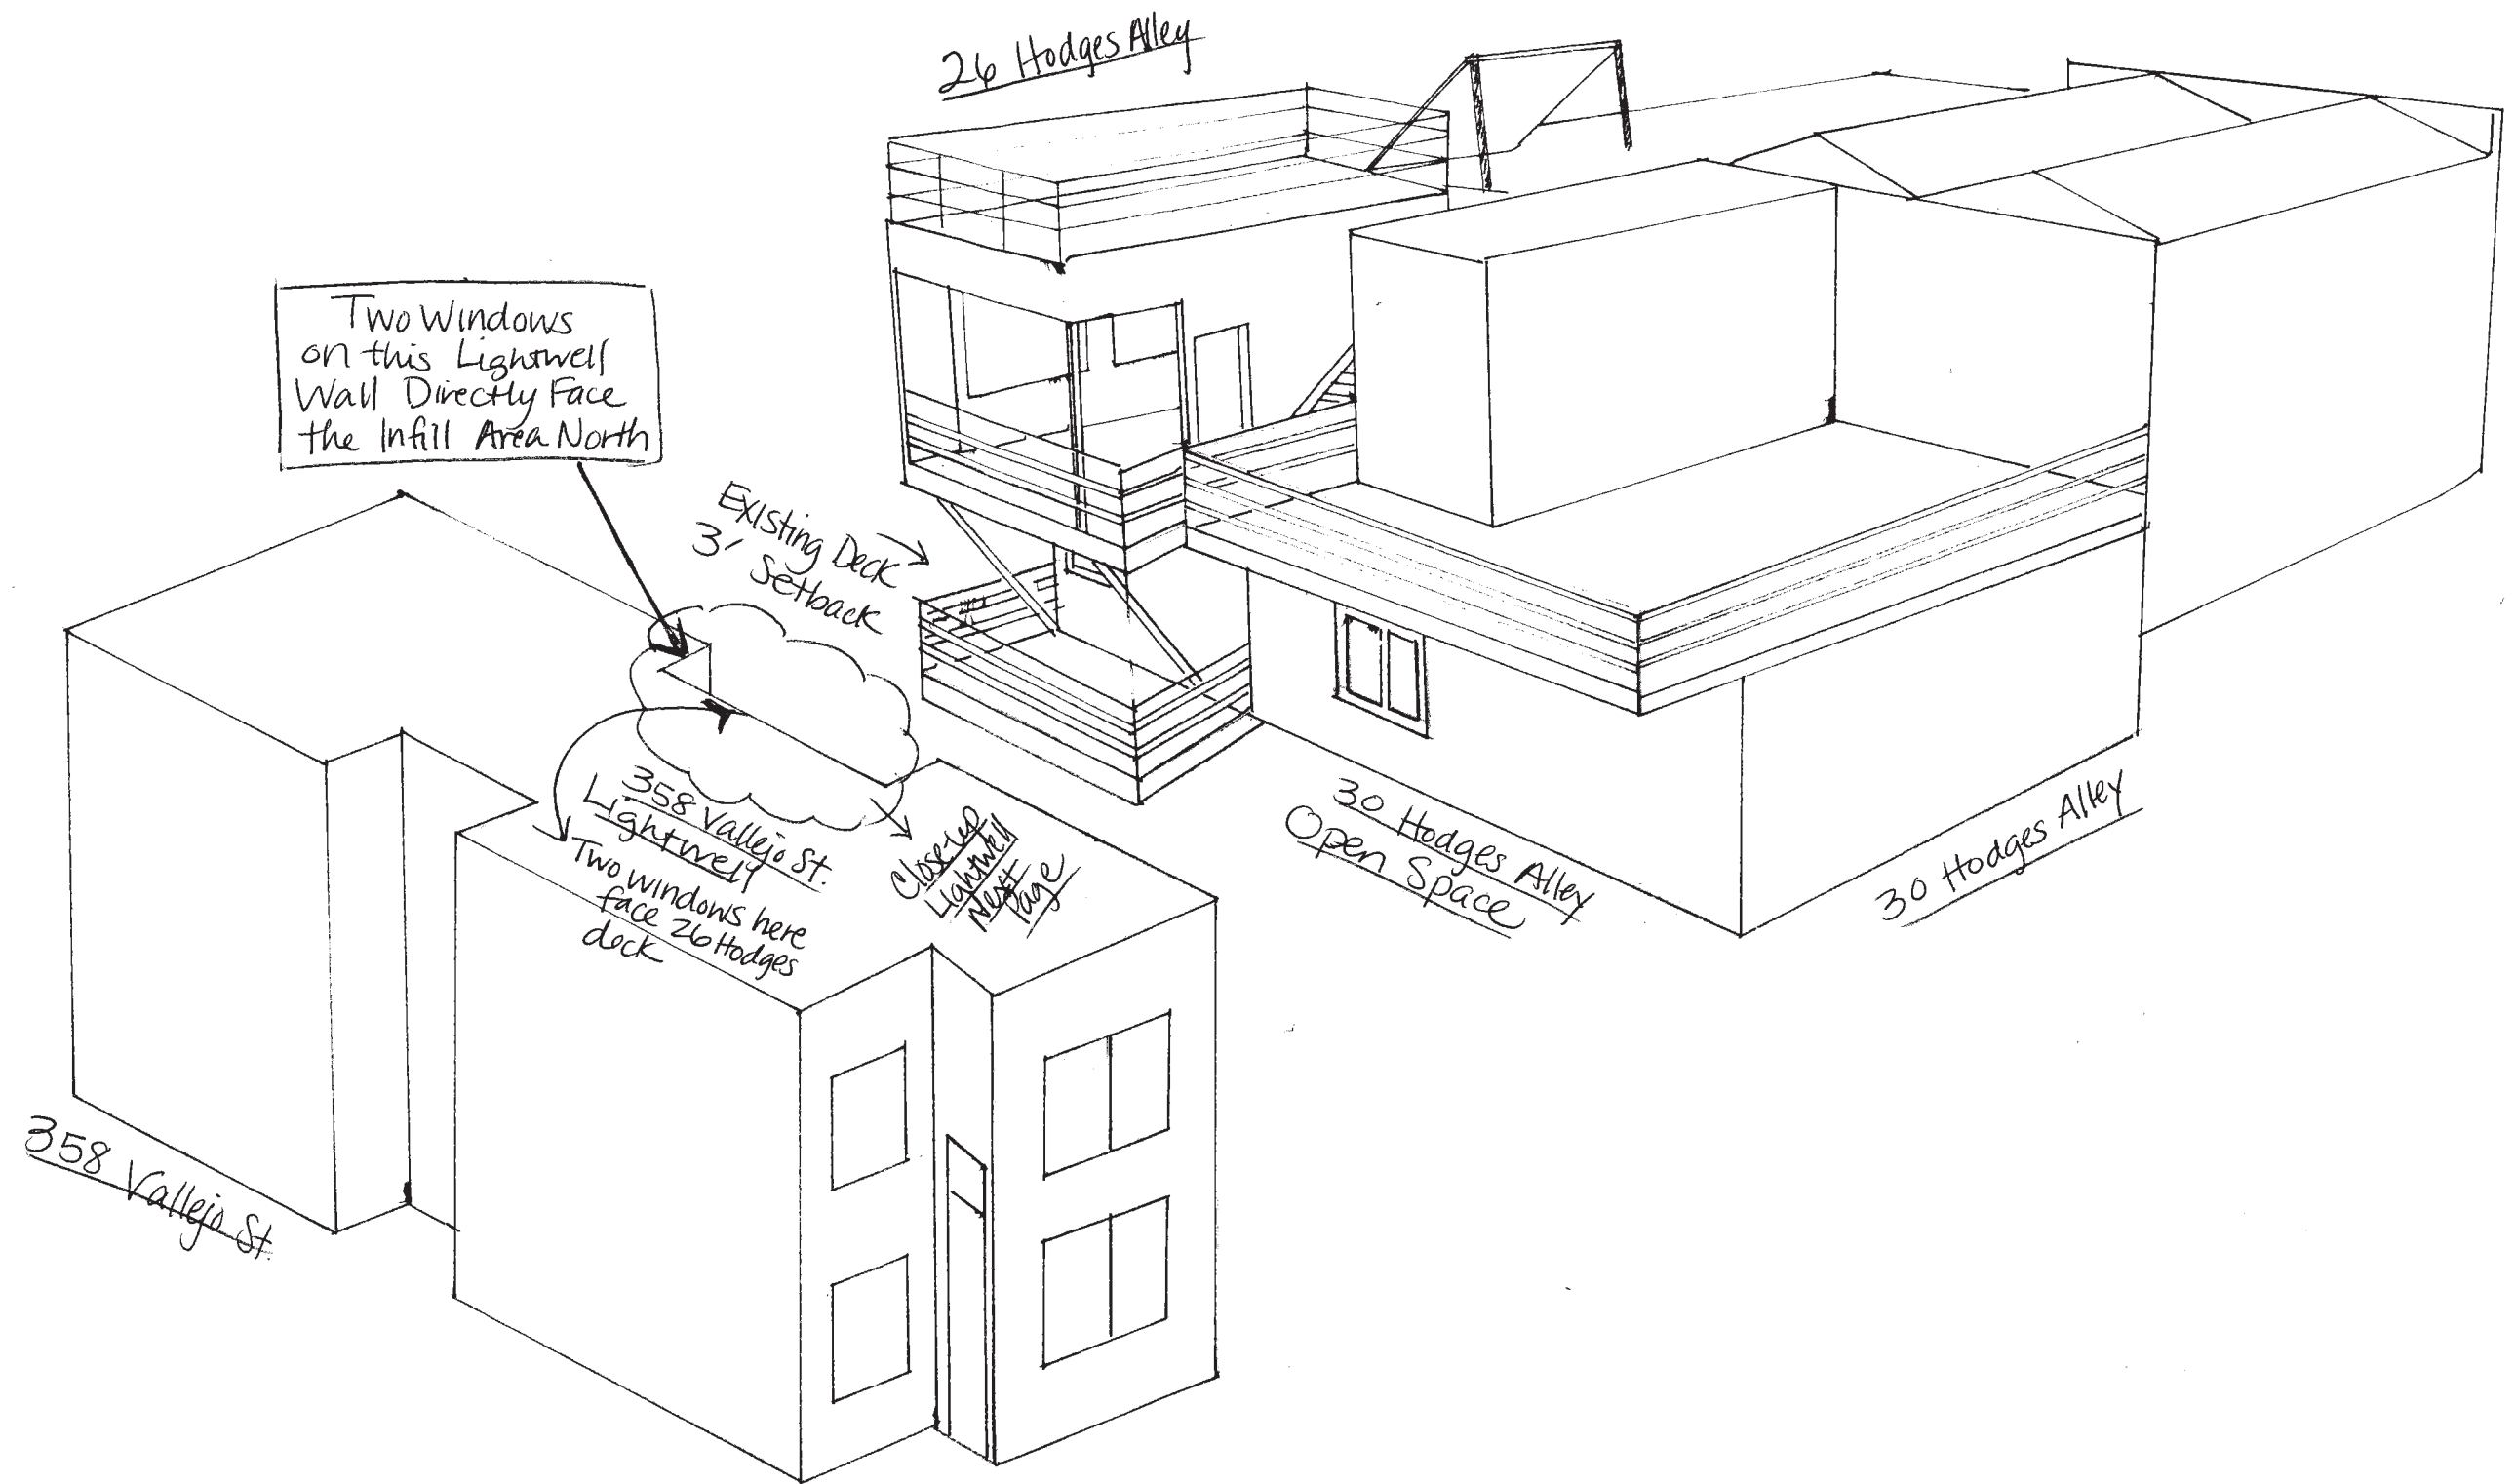 26 Hodges Alley
Two Windows
on this Lightwell
Wall Directly Face
the Infill Area North
Existing Deck
3' Setback
358 Vallejo St.
Lightwell
Two windows here
face 26 Hodges
deck
Close-up
Lightwell
Next
Page
30 Hodges Alley
Open Space
30 Hodges Alley
358 Vallejo St.